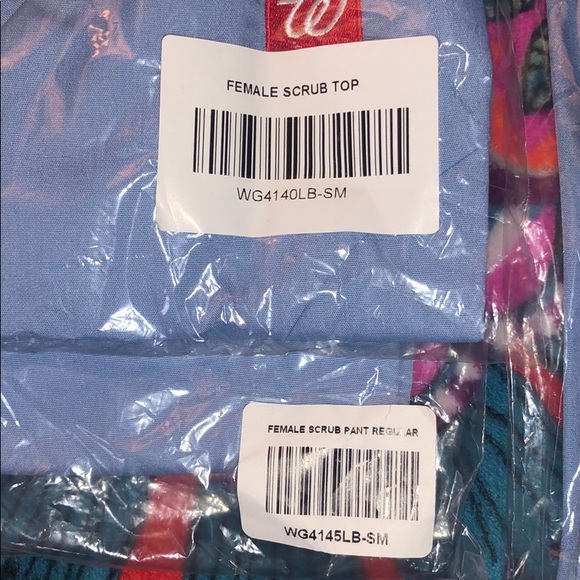 W
FEMALE SCRUB TOP
WG4140LB-SM
FEMALE SCRUB PANT REGULAR
WG4145LB-SM